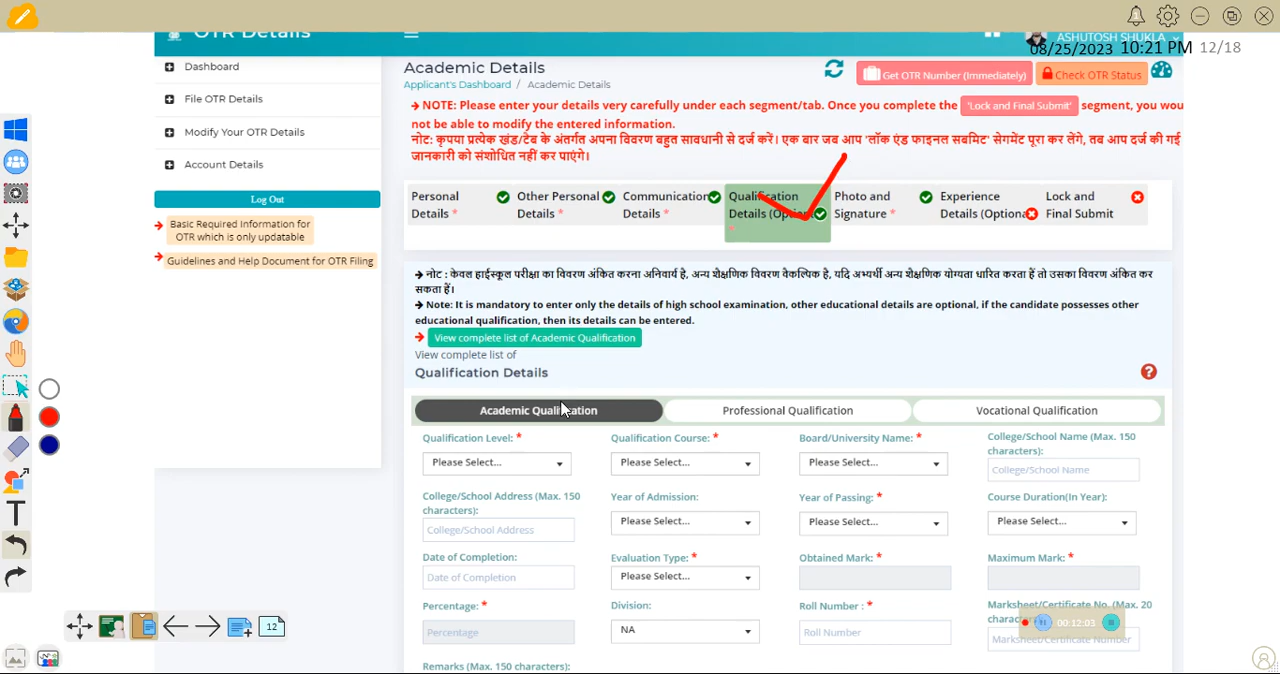 OTR Details
ASHUTOSH SHUKLA
08/25/2023 10:21 PM 12/18
Dashboard
File OTR Details
Modify Your OTR Details
Account Details
Log Out
Basic Required Information for
OTR which is only updatable
Guidelines and Help Document for OTR Filing
Academic Details
Applicant's Dashboard / Academic Details
Get OTR Number (Immediately)
Check OTR Status
NOTE: Please enter your details very carefully under each segment/tab. Once you complete the 'Lock and Final Submit' segment, you wou
not be able to modify the entered information.
नोट: कृपया प्रत्येक खंड/टैब के अंतर्गत अपना विवरण बहुत सावधानी से दर्ज करें। एक बार जब आप 'लॉक एंड फाइनल सबमिट' सेगमेंट पूरा कर लेंगे, तब आप दर्ज की गई
जानकारी को संशोधित नहीं कर पाएंगे।
Personal
Details *
Other Personal
Details *
Communication
Details *
Qualification
Details (Option
*
Photo and
Signature *
Experience
Details (Optiona
Lock and
Final Submit
नोट : केवल हाईस्कूल परीक्षा का विवरण अंकित करना अनिवार्य है, अन्य शैक्षणिक विवरण वैकल्पिक है, यदि अभ्यर्थी अन्य शैक्षणिक योग्यता धारित करता हें तो उसका विवरण अंकित कर
सकता हैं।
Note: It is mandatory to enter only the details of high school examination, other educational details are optional, if the candidate possesses other
educational qualification, then its details can be entered.
View complete list of Academic Qualification
View complete list of
Qualification Details
Academic Qualification
Professional Qualification
Vocational Qualification
Qualification Level: *
Please Select...
Qualification Course: *
Please Select...
Board/University Name: *
Please Select...
College/School Name (Max. 150
characters):
College/School Name
College/School Address (Max. 150
characters):
College/School Address
Year of Admission:
Please Select...
Year of Passing: *
Please Select...
Course Duration(In Year):
Please Select...
Date of Completion:
Date of Completion
Evaluation Type: *
Please Select...
Obtained Mark: *
Maximum Mark: *
Percentage: *
Percentage
Division:
NA
Roll Number : *
Roll Number
Marksheet/Certificate No. (Max. 20
Marksheet/Certificate Number
Remarks (Max. 150 characters):
00:12:03
12
T